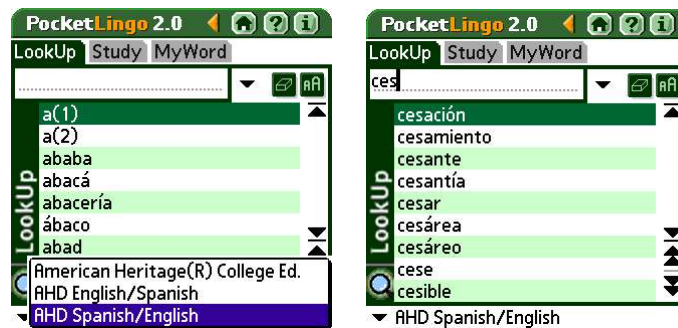 PocketLingo 2.0
LookUp Study MyWord
aA
a(1)
a(2)
ababa
abacá
abacería
ábaco
abad
LookUp
American Heritage(R) College Ed.
AHD English/Spanish
AHD Spanish/English
PocketLingo 2.0
LookUp Study MyWord
ces
aA
cesación
cesamiento
cesante
cesantía
cesar
cesárea
cesáreo
cese
cesible
LookUp
AHD Spanish/English